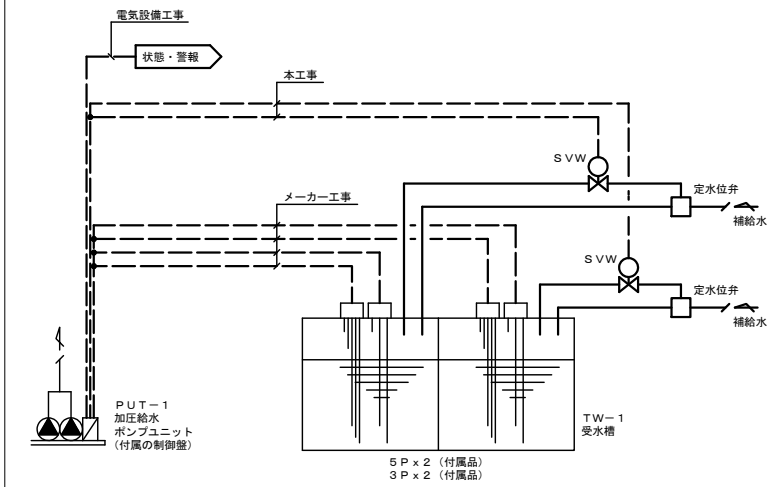 電気設備工事
状態・警報
本工事
SVW
定水位弁
補給水
メーカー工事
SVW
定水位弁
補給水
PUT－1
加圧給水
ポンプユニット
(付属の制御盤)
TW－1
受水槽
5P x 2 (付属品)
3P x 2 (付属品)